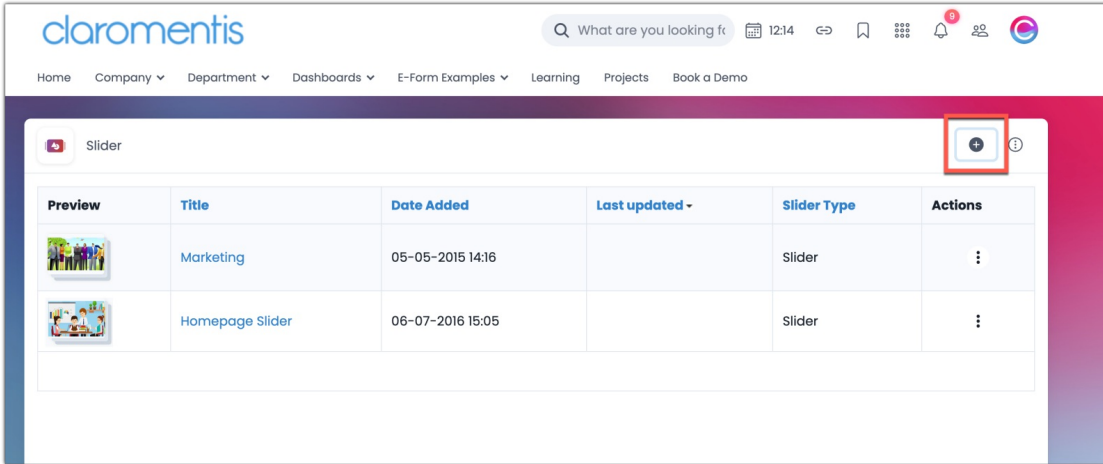 claromentis
What are you looking fo
12:14
9
Home Company Department Dashboards E-Form Examples Learning Projects Book a Demo
Slider
Preview Title Date Added Last updated Slider Type Actions
Marketing 05-05-2015 14:16 Slider
Homepage Slider 06-07-2016 15:05 Slider